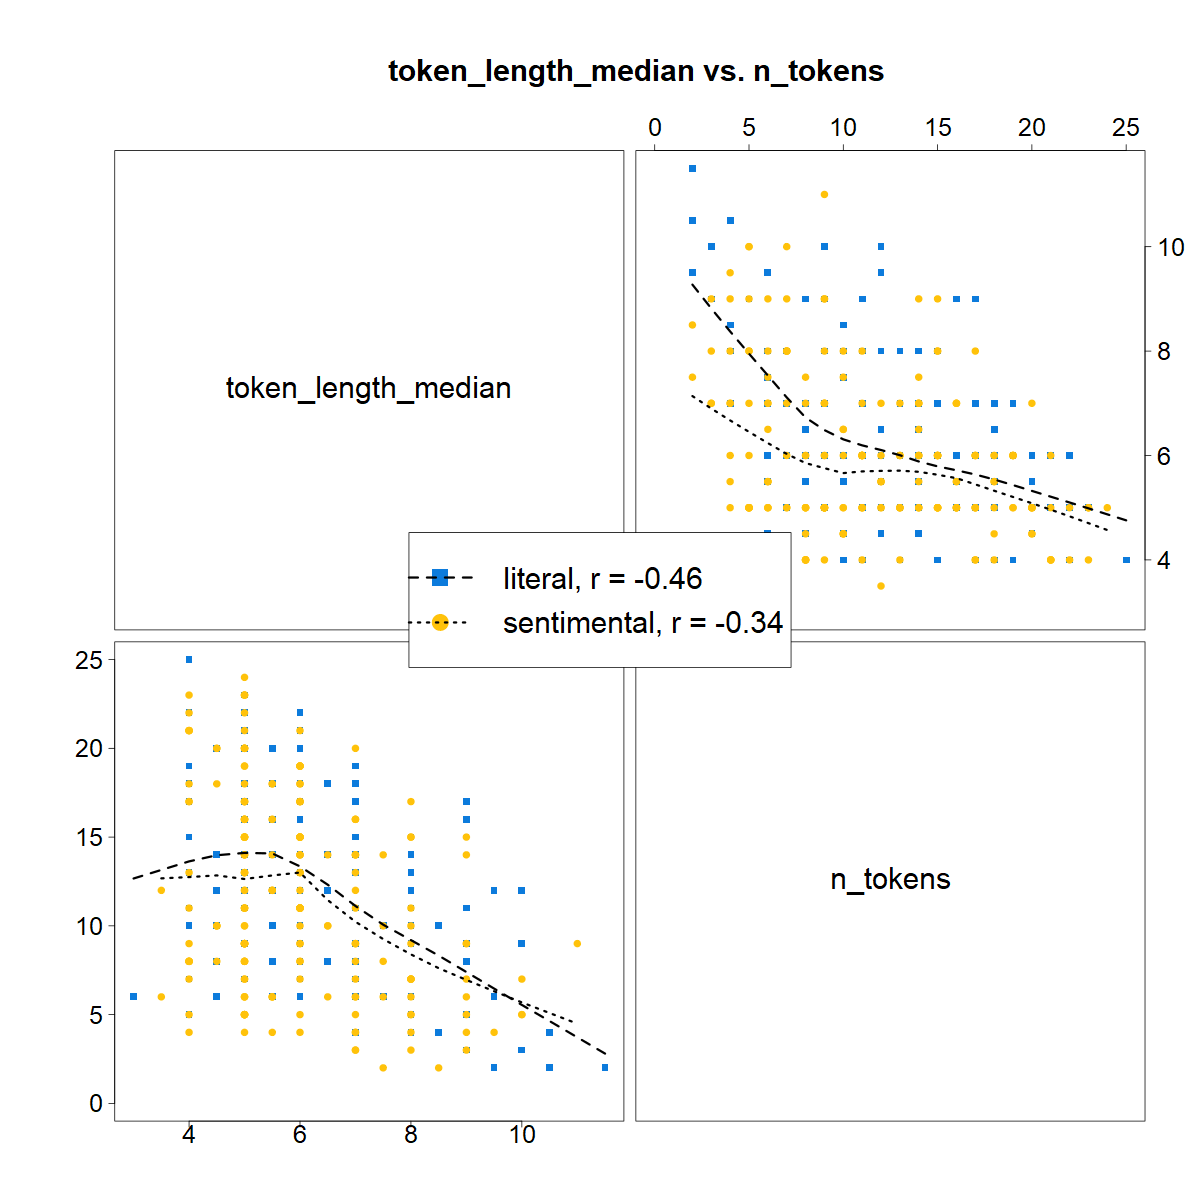 token_length_median vs. n_tokens
0 5 10 15 20 25
token_length_median
10
8
6
4
literal, r = -0.46
sentimental, r = -0.34
25
20
15
10
5
0
n_tokens
4 6 8 10